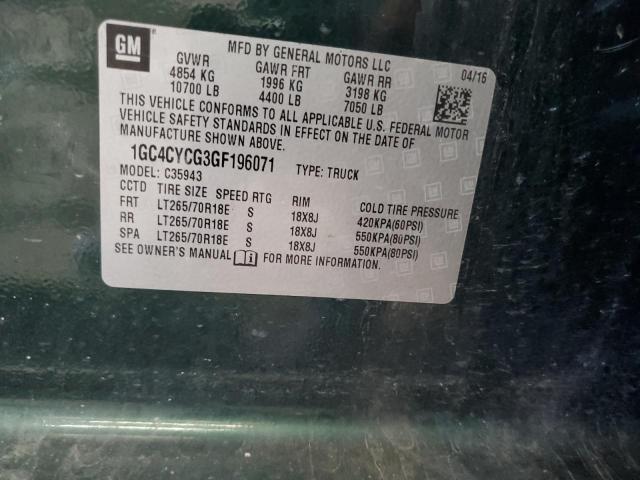 GM
MFD BY GENERAL MOTORS LLC
04/16
GVWR GAWR FRT GAWR RR
4854 KG 1996 KG 3198 KG
10700 LB 4400 LB 7050 LB
THIS VEHICLE CONFORMS TO ALL APPLICABLE U.S. FEDERAL MOTOR
VEHICLE SAFETY STANDARDS IN EFFECT ON THE DATE OF
MANUFACTURE SHOWN ABOVE.
1GC4CYCG3GF196071 TYPE: TRUCK
MODEL: C35943
CCTD TIRE SIZE SPEED RTG RIM COLD TIRE PRESSURE
FRT LT265/70R18E S 18X8J 420KPA(60PSI)
RR LT265/70R18E S 18X8J 550KPA(80PSI)
SPA LT265/70R18E S 18X8J 550KPA(80PSI)
SEE OWNER'S MANUAL FOR MORE INFORMATION.